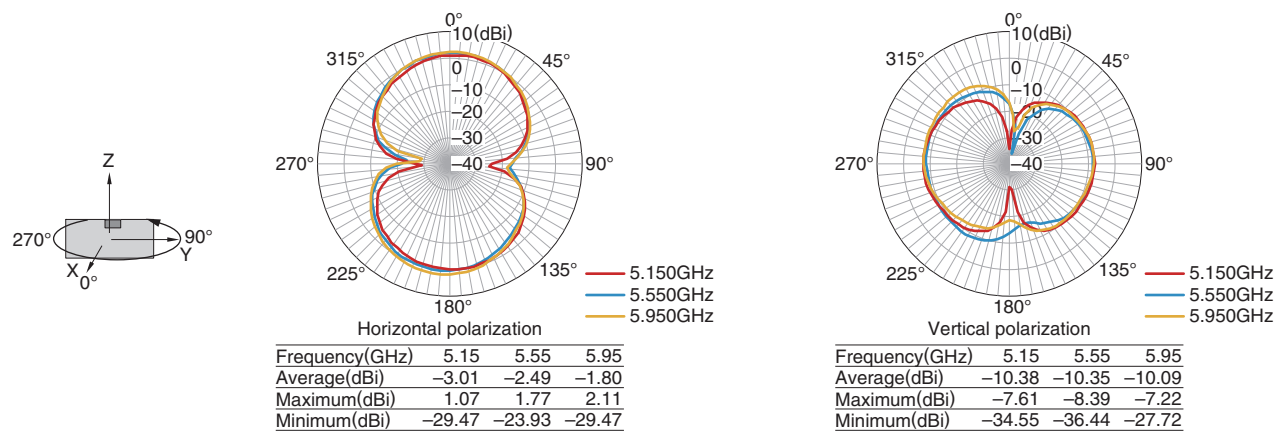 Z
270°
90°
Y
X
0°
0°
10(dBi)
315°
45°
0
–10
–20
–30
270°
–40
90°
225°
135°
180°
5.150GHz
5.550GHz
5.950GHz
Horizontal polarization
Frequency(GHz) 5.15 5.55 5.95
Average(dBi) –3.01 –2.49 –1.80
Maximum(dBi) 1.07 1.77 2.11
Minimum(dBi) –29.47 –23.93 –29.47
0°
10(dBi)
315°
45°
0
–10
–20
–30
270°
–40
90°
225°
135°
180°
5.150GHz
5.550GHz
5.950GHz
Vertical polarization
Frequency(GHz) 5.15 5.55 5.95
Average(dBi) –10.38 –10.35 –10.09
Maximum(dBi) –7.61 –8.39 –7.22
Minimum(dBi) –34.55 –36.44 –27.72